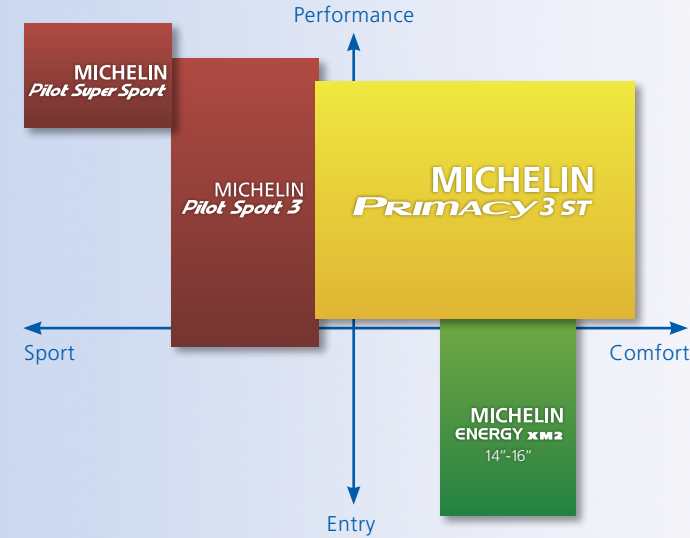 Performance
MICHELIN
Pilot Super Sport
MICHELIN
Pilot Sport 3
MICHELIN
PRIMACY 3 ST
Sport
Comfort
MICHELIN
ENERGY XM2
14"-16"
Entry